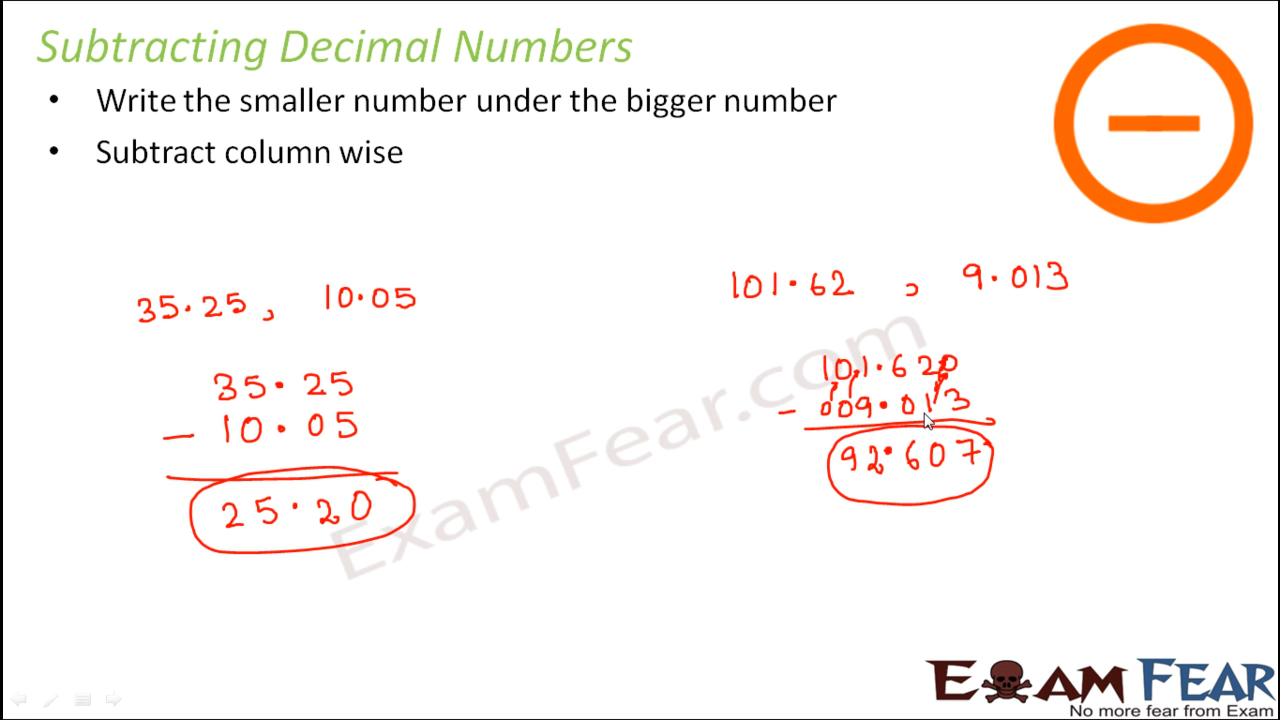 Subtracting Decimal Numbers
• Write the smaller number under the bigger number
• Subtract column wise
35.25 , 10.05
35.25
- 10.05
25.20
101.62 , 9.013
101.620
- 009.013
92.607
ExamFear.com
EXAM FEAR
No more fear from Exam